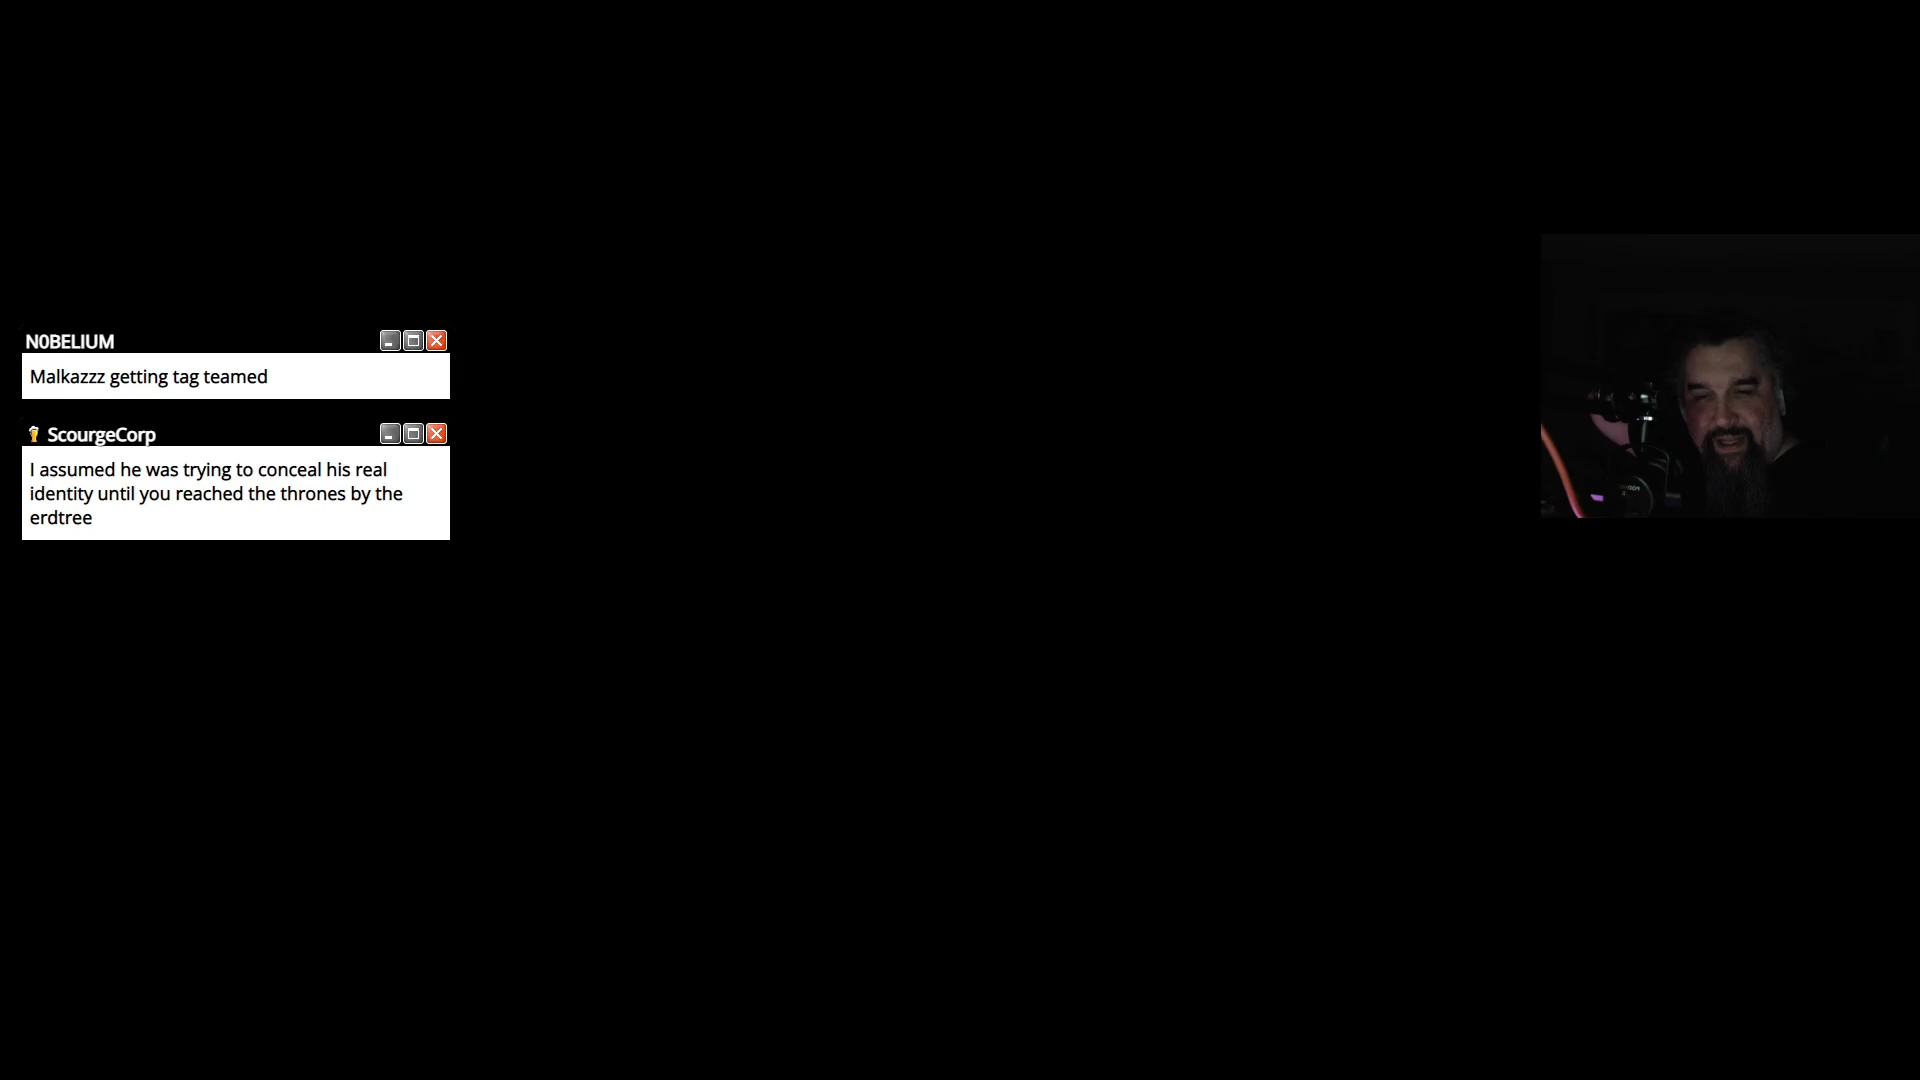 N0BELIUM
Malkazzz getting tag teamed
ScourgeCorp
I assumed he was trying to conceal his real
identity until you reached the thrones by the
erdtree